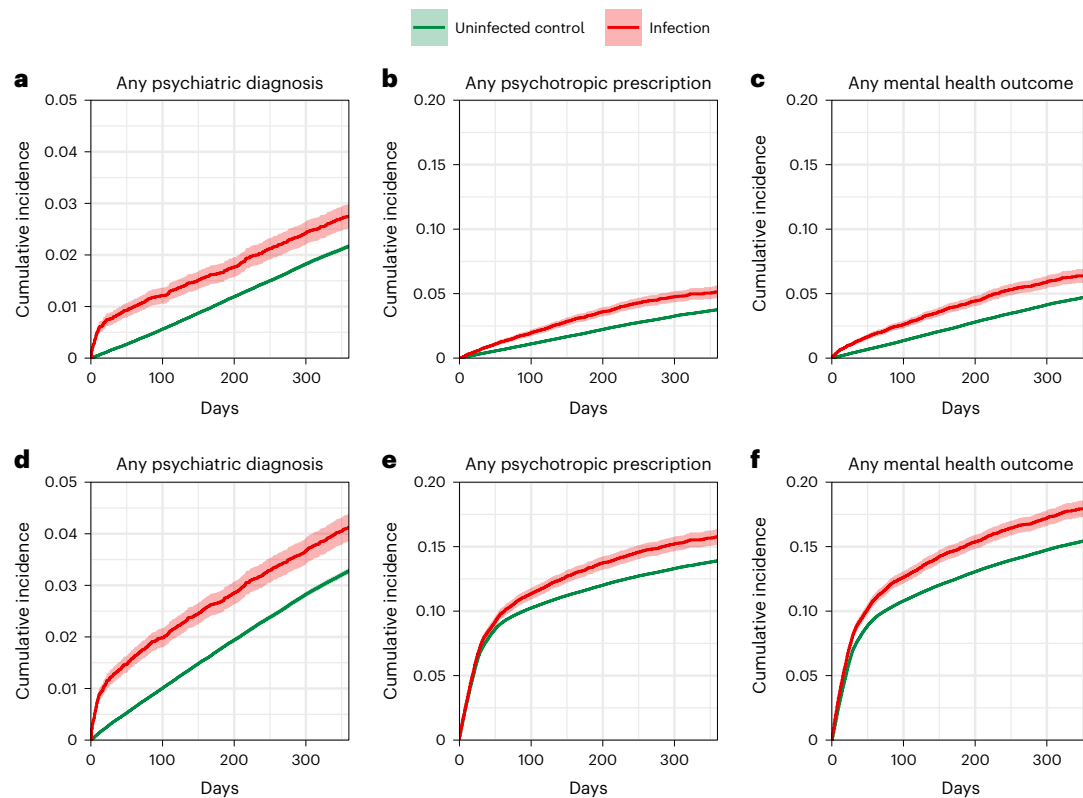 Uninfected control Infection
a Any psychiatric diagnosis
0.05
0.04
0.03
0.02
0.01
0
Cumulative incidence
0 100 200 300
Days
b Any psychotropic prescription
0.20
0.15
0.10
0.05
0
Cumulative incidence
0 100 200 300
Days
c Any mental health outcome
0.20
0.15
0.10
0.05
0
Cumulative incidence
0 100 200 300
Days
d Any psychiatric diagnosis
0.05
0.04
0.03
0.02
0.01
0
Cumulative incidence
0 100 200 300
Days
e Any psychotropic prescription
0.20
0.15
0.10
0.05
0
Cumulative incidence
0 100 200 300
Days
f Any mental health outcome
0.20
0.15
0.10
0.05
0
Cumulative incidence
0 100 200 300
Days